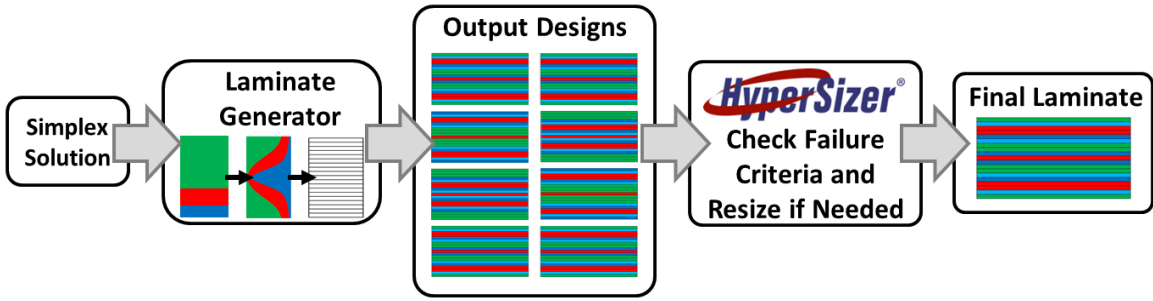 Simplex
Solution
Laminate
Generator
Output Designs
HyperSizer®
Check Failure
Criteria and
Resize if Needed
Final Laminate